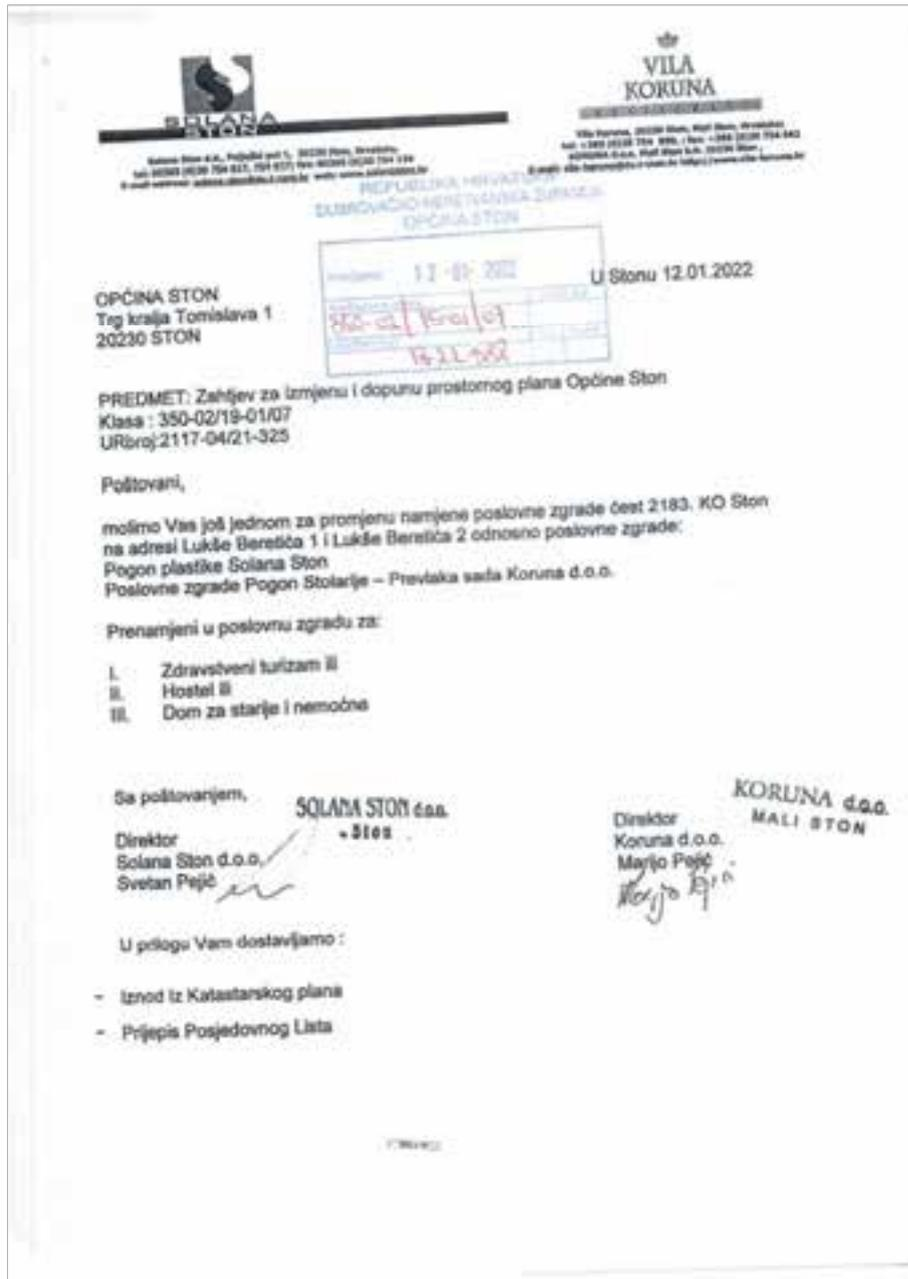 SOLANA
STON
VILA
KORUNA
REPUBLIKA HRVATSKA
DUBROVAČKO NERETVANSKA ŽUPANIJA
OPĆINA STON
U Stonu 12.01.2022
OPĆINA STON
Trg kralja Tomislava 1
20230 STON
PREDMET: Zahtjev za izmjenu i dopunu prostornog plana Općine Ston
Klasa : 350-02/19-01/07
URbroj:2117-04/21-325
Poštovani,
molimo Vas još jednom za promjenu namjene poslovne zgrade čest 2183. KO Ston
na adresi Lukše Beretića 1 i Lukše Beretića 2 odnosno poslovne zgrade:
Pogon plastike Solana Ston
Poslovne zgrade Pogon Stolarije – Prevlaka sada Koruna d.o.o.
Prenamjeni u poslovnu zgradu za:
I. Zdravstveni turizam ili
II. Hostel ili
III. Dom za starije i nemoćne
Sa poštovanjem,
SOLANA STON d.o.o.
Ston
Direktor
Solana Ston d.o.o.
Svetan Pejić
KORUNA d.o.o.
MALI STON
Direktor
Koruna d.o.o.
Marijo Pejić
U prilogu Vam dostavljamo :
- Iznod Iz Katastarskog plana
- Prijepis Posjedovnog Lista